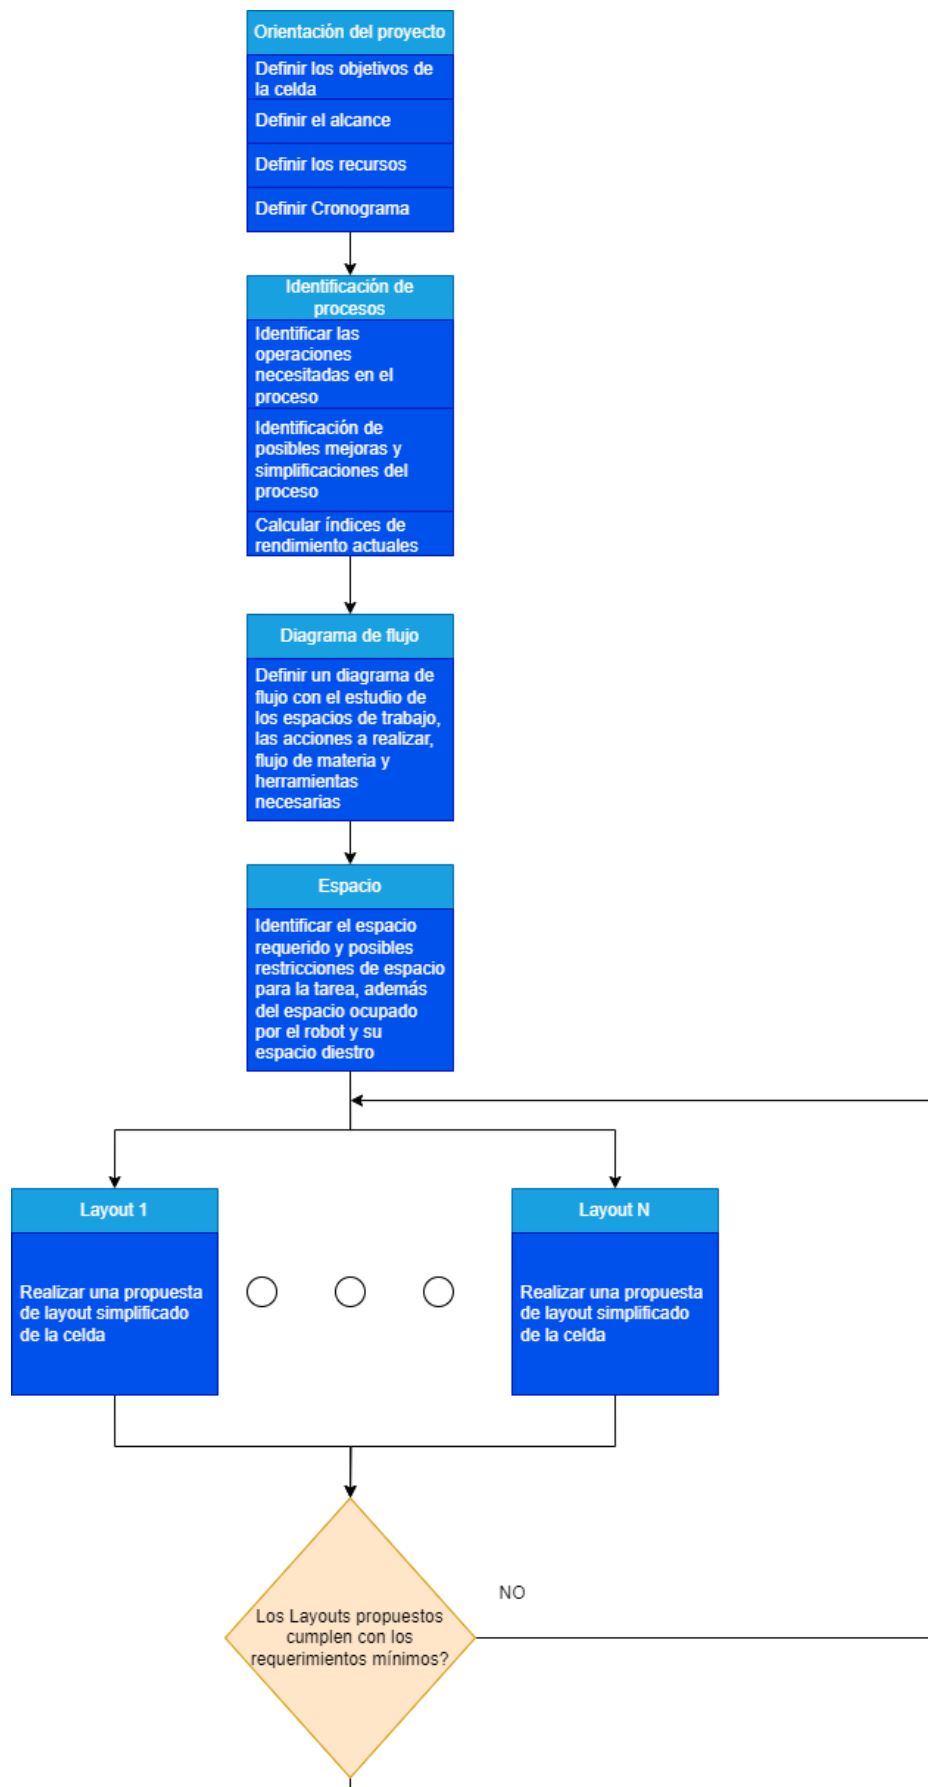 Orientación del proyecto
Definir los objetivos de
la celda
Definir el alcance
Definir los recursos
Definir Cronograma
Identificación de
procesos
Identificar las
operaciones
necesitadas en el
proceso
Identificación de
posibles mejoras y
simplificaciones del
proceso
Calcular índices de
rendimiento actuales
Diagrama de flujo
Definir un diagrama de
flujo con el estudio de
los espacios de trabajo,
las acciones a realizar,
flujo de materia y
herramientas
necesarias
Espacio
Identificar el espacio
requerido y posibles
restricciones de espacio
para la tarea, además
del espacio ocupado
por el robot y su
espacio diestro
Layout 1
Realizar una propuesta
de layout simplificado
de la celda
Layout N
Realizar una propuesta
de layout simplificado
de la celda
Los Layouts propuestos
cumplen con los
requerimientos mínimos?
NO